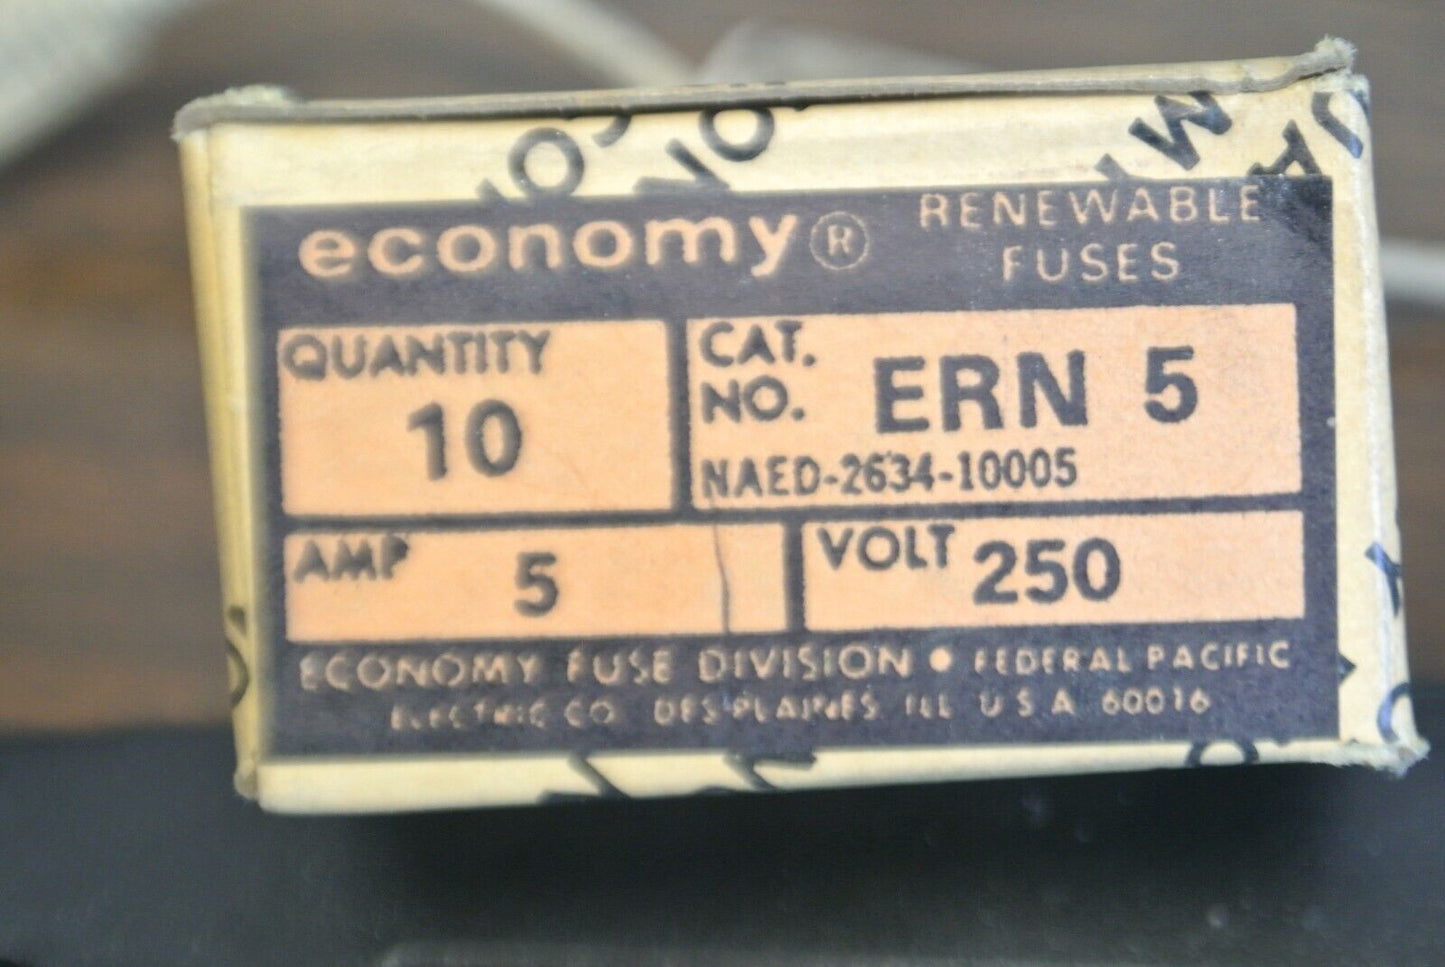 economy®
RENEWABLE
FUSES
QUANTITY
10
CAT.
NO. ERN 5
NAED-2634-10005
AMP 5
VOLT 250
ECONOMY FUSE DIVISION • FEDERAL PACIFIC
ELECTRIC CO. DES PLAINES ILL U S A 60016